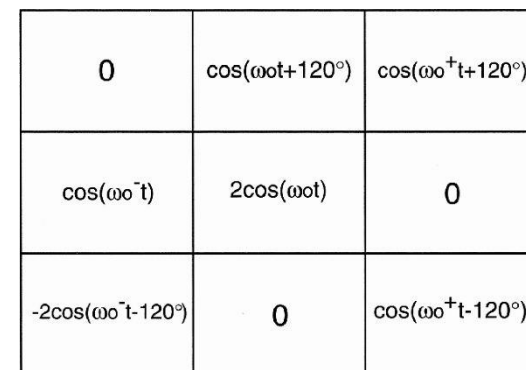 0 cos(ωot+120°) cos(ωo⁺t+120°)
cos(ωo⁻t) 2cos(ωot) 0
-2cos(ωo⁻t-120°) 0 cos(ωo⁺t-120°)